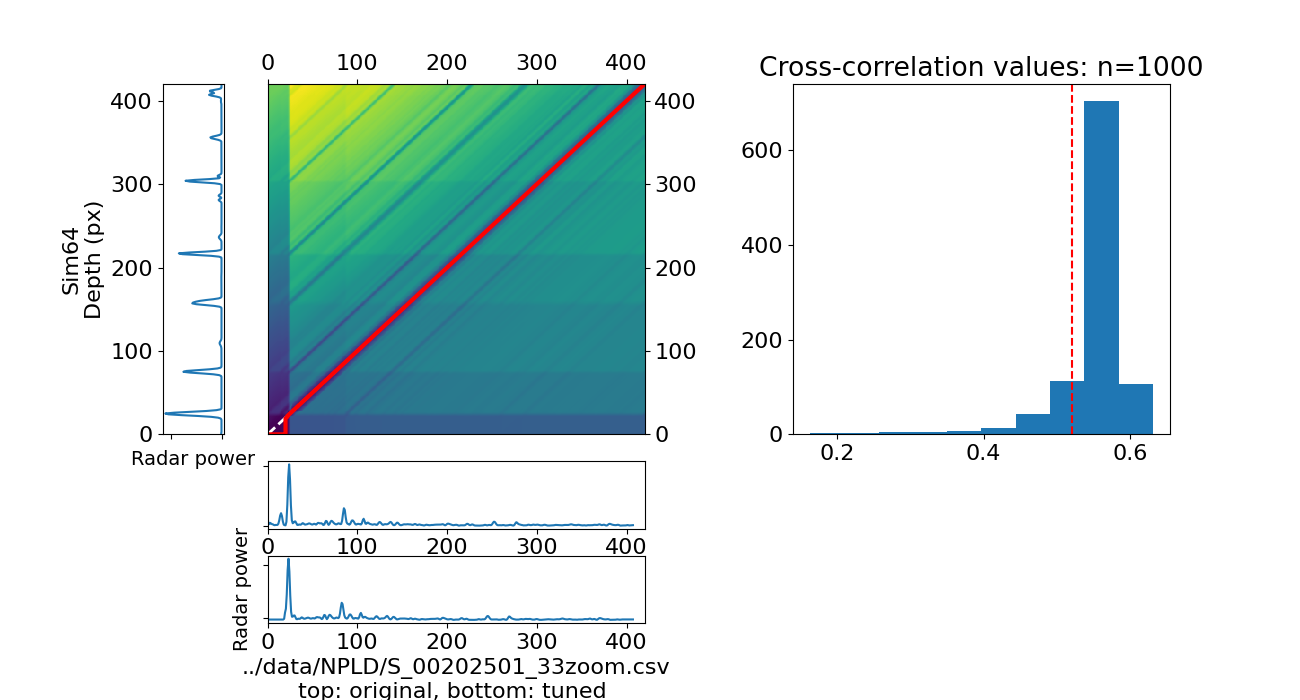 Cross-correlation values: n=1000
0 100 200 300 400
400
300
200
100
0
Sim64
Depth (px)
Radar power
400
300
200
100
0
600
400
200
0
0.2 0.4 0.6
0 100 200 300 400
Radar power
0 100 200 300 400
../data/NPLD/S_00202501_33zoom.csv
top: original, bottom: tuned